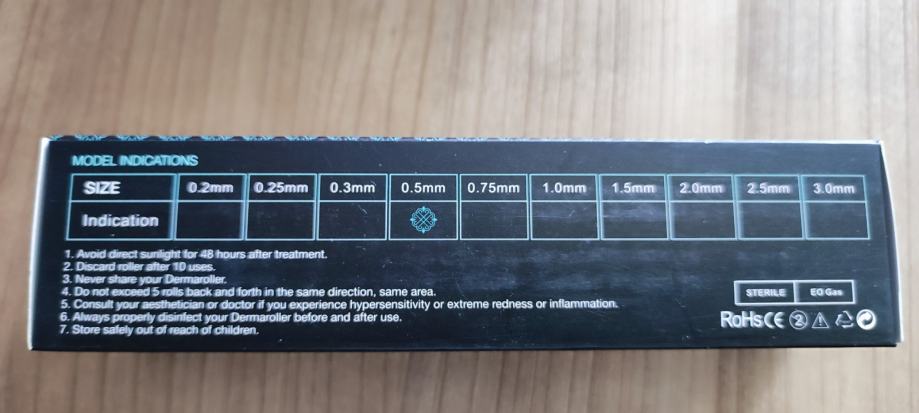 MODEL INDICATIONS
SIZE 0.2mm 0.25mm 0.3mm 0.5mm 0.75mm 1.0mm 1.5mm 2.0mm 2.5mm 3.0mm
Indication
1. Avoid direct sunlight for 48 hours after treatment.
2. Discard roller after 10 uses.
3. Never share your Dermaroller.
4. Do not exceed 5 rolls back and forth in the same direction, same area.
5. Consult your aesthetician or doctor if you experience hypersensitivity or extreme redness or inflammation.
6. Always properly disinfect your Dermaroller before and after use.
7. Store safely out of reach of children.
STERILE EO Gas
RoHs CE 2